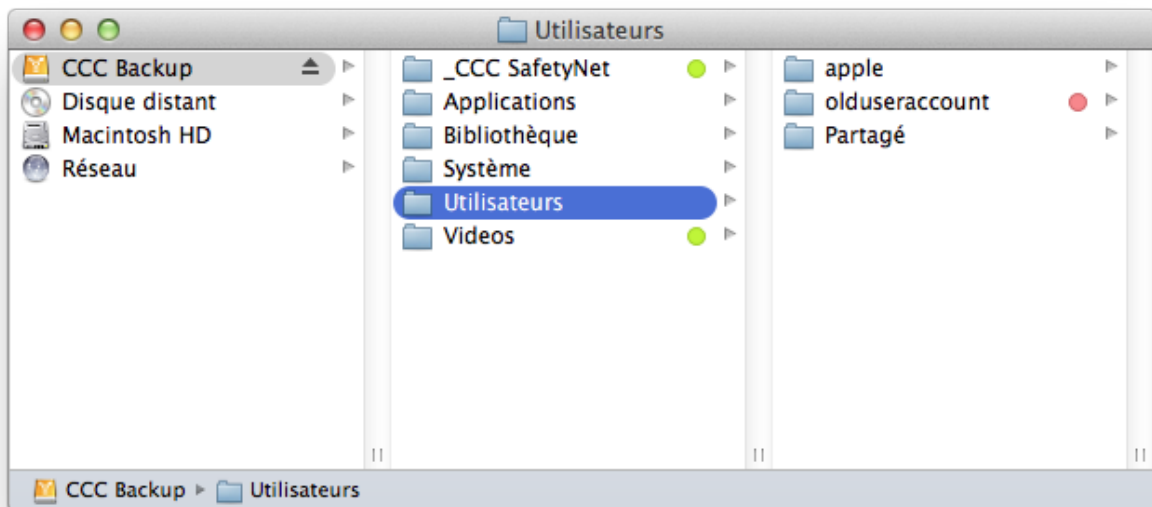 Utilisateurs
CCC Backup
Disque distant
Macintosh HD
Réseau
_CCC SafetyNet
Applications
Bibliothèque
Système
Utilisateurs
Videos
apple
olduseraccount
Partagé
CCC Backup ▸ Utilisateurs